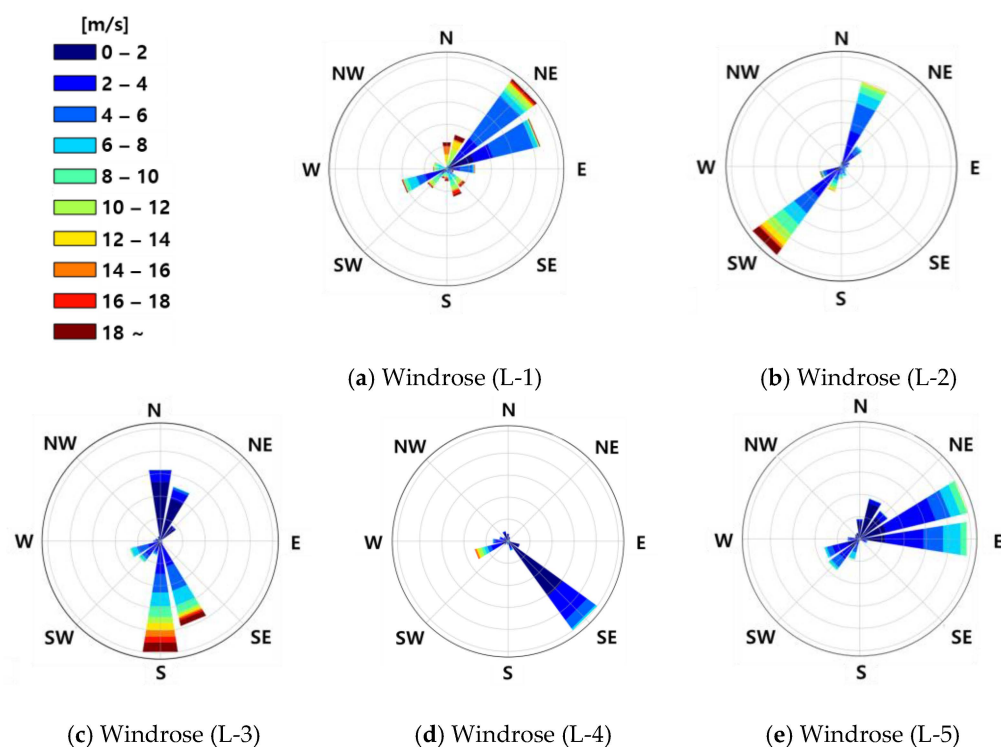 [m/s]
0 – 2
2 – 4
4 – 6
6 – 8
8 – 10
10 – 12
12 – 14
14 – 16
16 – 18
18 ~
N
NW NE
W E
SW SE
S
(a) Windrose (L-1)
N
NW NE
W E
SW SE
S
(b) Windrose (L-2)
N
NW NE
W E
SW SE
S
(c) Windrose (L-3)
N
NW NE
W E
SW SE
S
(d) Windrose (L-4)
N
NW NE
W E
SW SE
S
(e) Windrose (L-5)